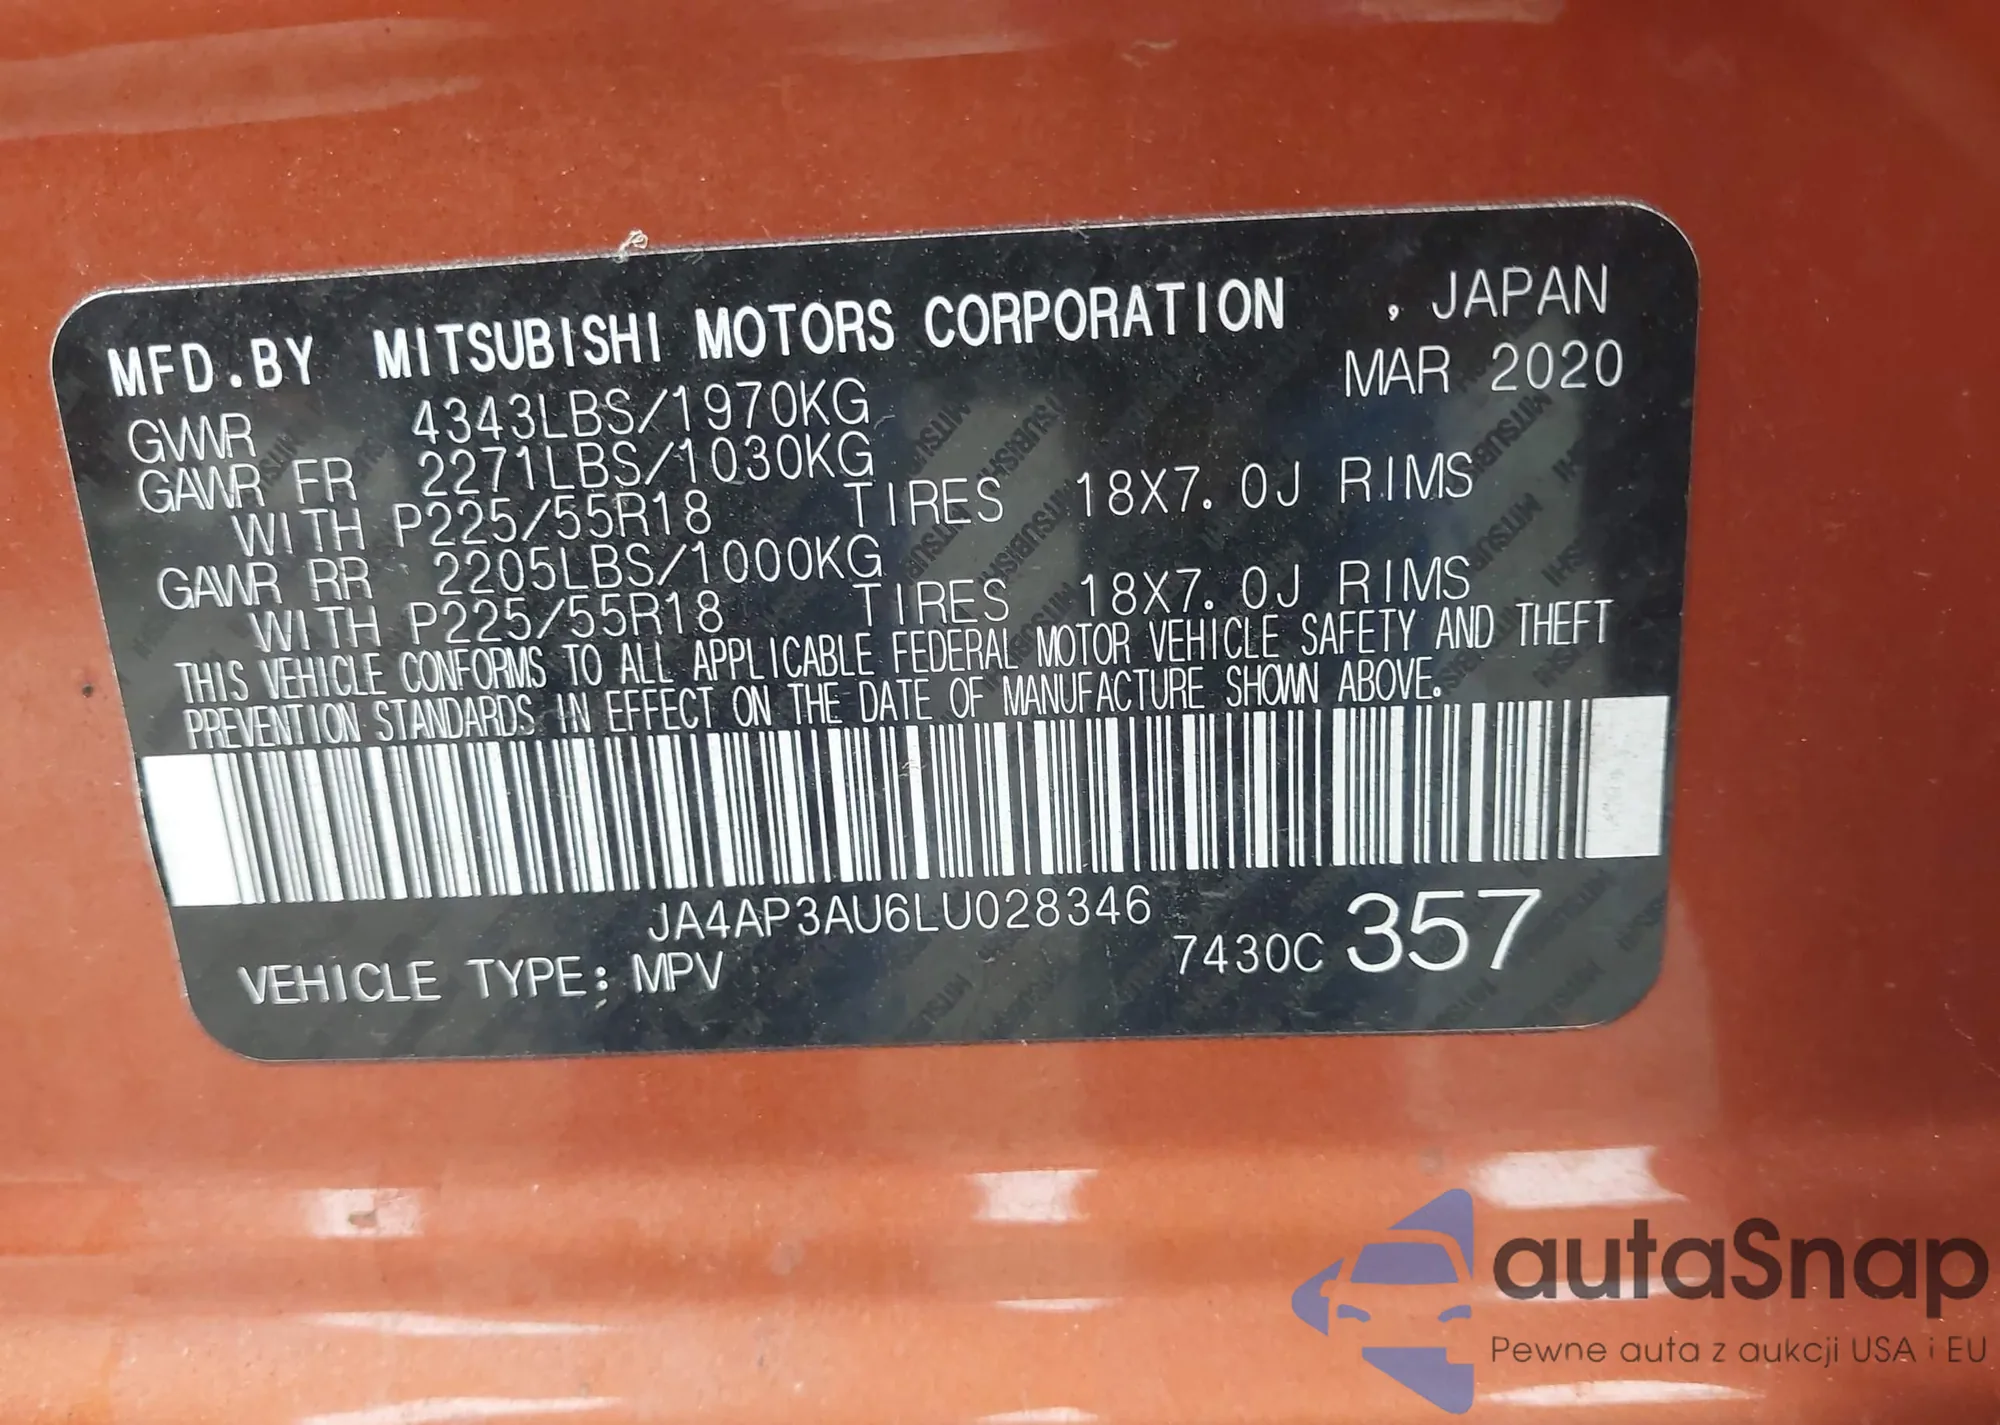 MFD.BY MITSUBISHI MOTORS CORPORATION , JAPAN
MAR 2020
GVWR 4343LBS/1970KG
GAWR FR 2271LBS/1030KG
WITH P225/55R18 TIRES 18X7.0J RIMS
GAWR RR 2205LBS/1000KG
WITH P225/55R18 TIRES 18X7.0J RIMS
THIS VEHICLE CONFORMS TO ALL APPLICABLE FEDERAL MOTOR VEHICLE SAFETY AND THEFT
PREVENTION STANDARDS IN EFFECT ON THE DATE OF MANUFACTURE SHOWN ABOVE.
JA4AP3AU6LU028346
VEHICLE TYPE: MPV 7430C 357
autaSnap
Pewne auta z aukcji USA i EU